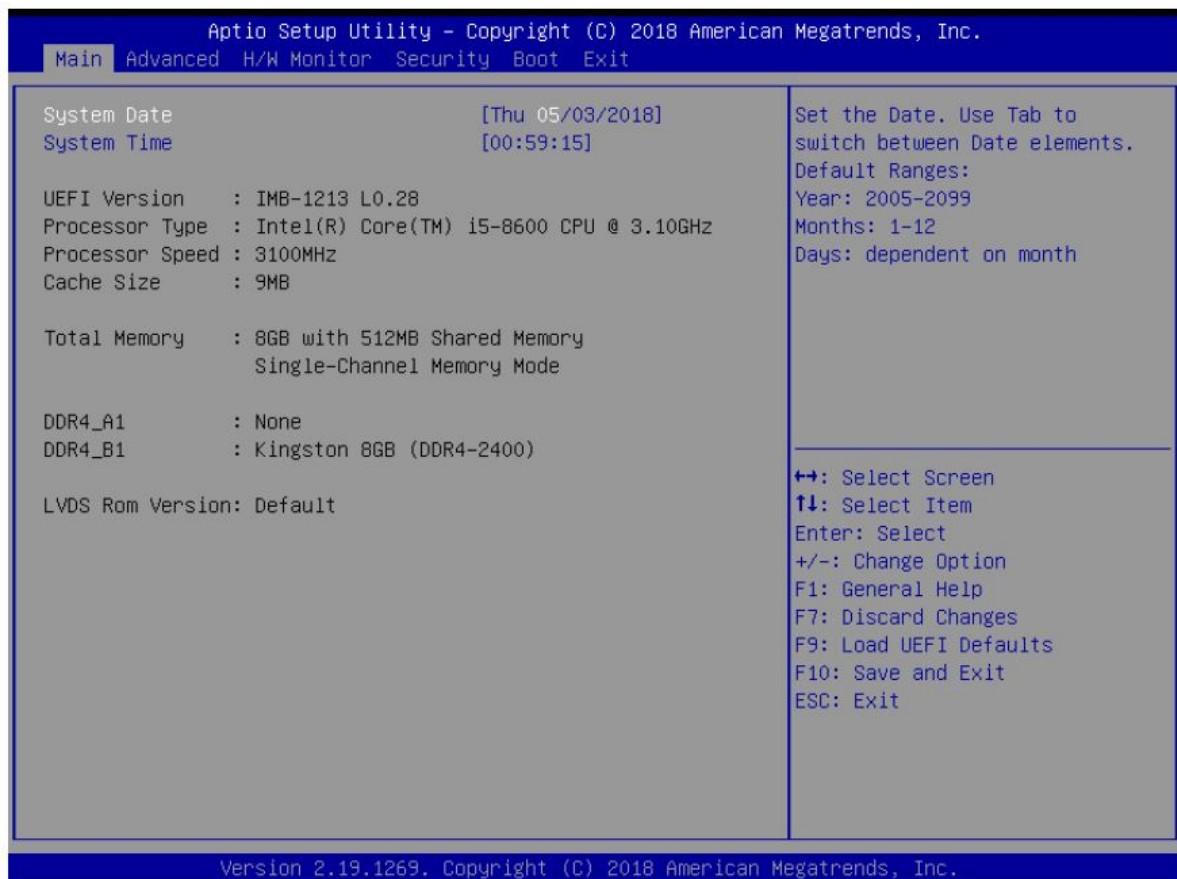 Aptio Setup Utility – Copyright (C) 2018 American Megatrends, Inc.
Main Advanced H/W Monitor Security Boot Exit
System Date [Thu 05/03/2018]
System Time [00:59:15]
UEFI Version : IMB-1213 L0.28
Processor Type : Intel(R) Core(TM) i5-8600 CPU @ 3.10GHz
Processor Speed : 3100MHz
Cache Size : 9MB
Total Memory : 8GB with 512MB Shared Memory
Single-Channel Memory Mode
DDR4_A1 : None
DDR4_B1 : Kingston 8GB (DDR4-2400)
LVDS Rom Version: Default
Set the Date. Use Tab to
switch between Date elements.
Default Ranges:
Year: 2005-2099
Months: 1-12
Days: dependent on month
↔: Select Screen
↑↓: Select Item
Enter: Select
+/-: Change Option
F1: General Help
F7: Discard Changes
F9: Load UEFI Defaults
F10: Save and Exit
ESC: Exit
Version 2.19.1269. Copyright (C) 2018 American Megatrends, Inc.